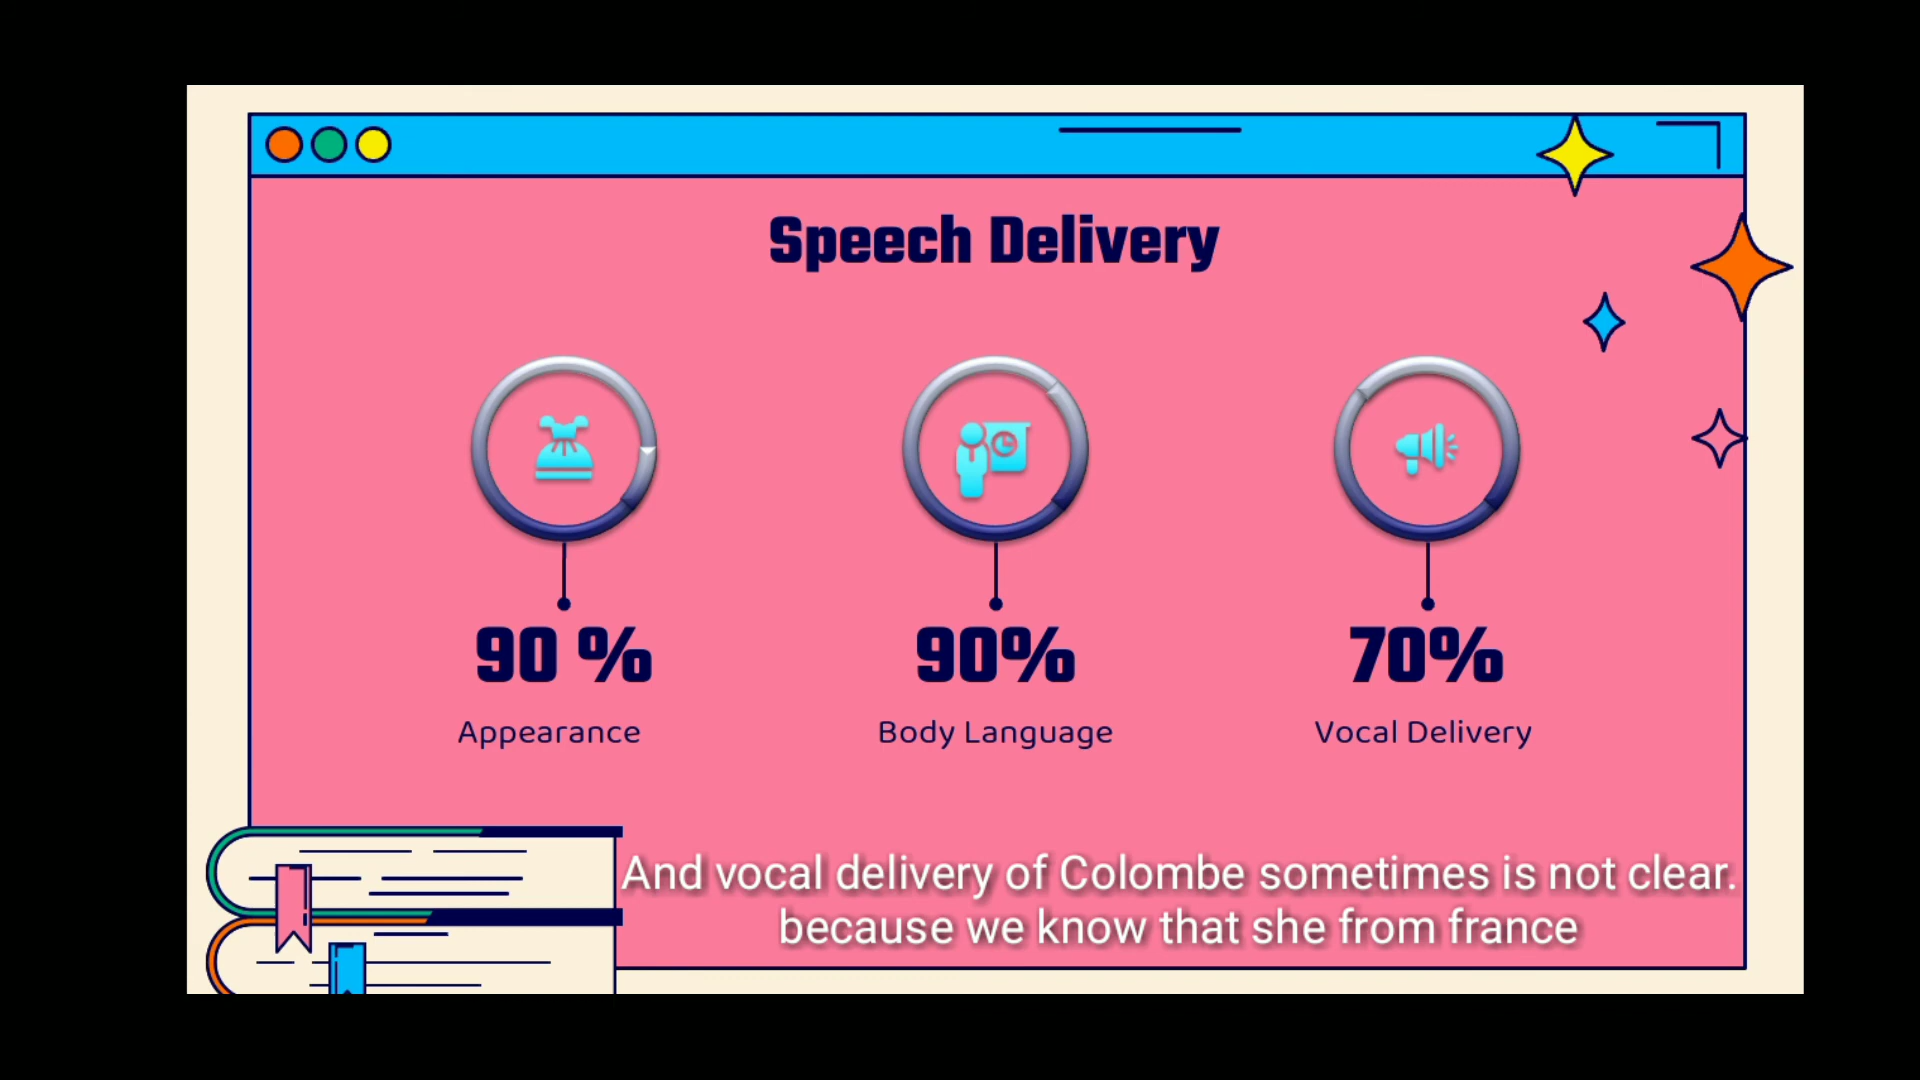 Speech Delivery
90 %
90%
70%
Appearance
Body Language
Vocal Delivery
And vocal delivery of Colombe sometimes is not clear.
because we know that she from france